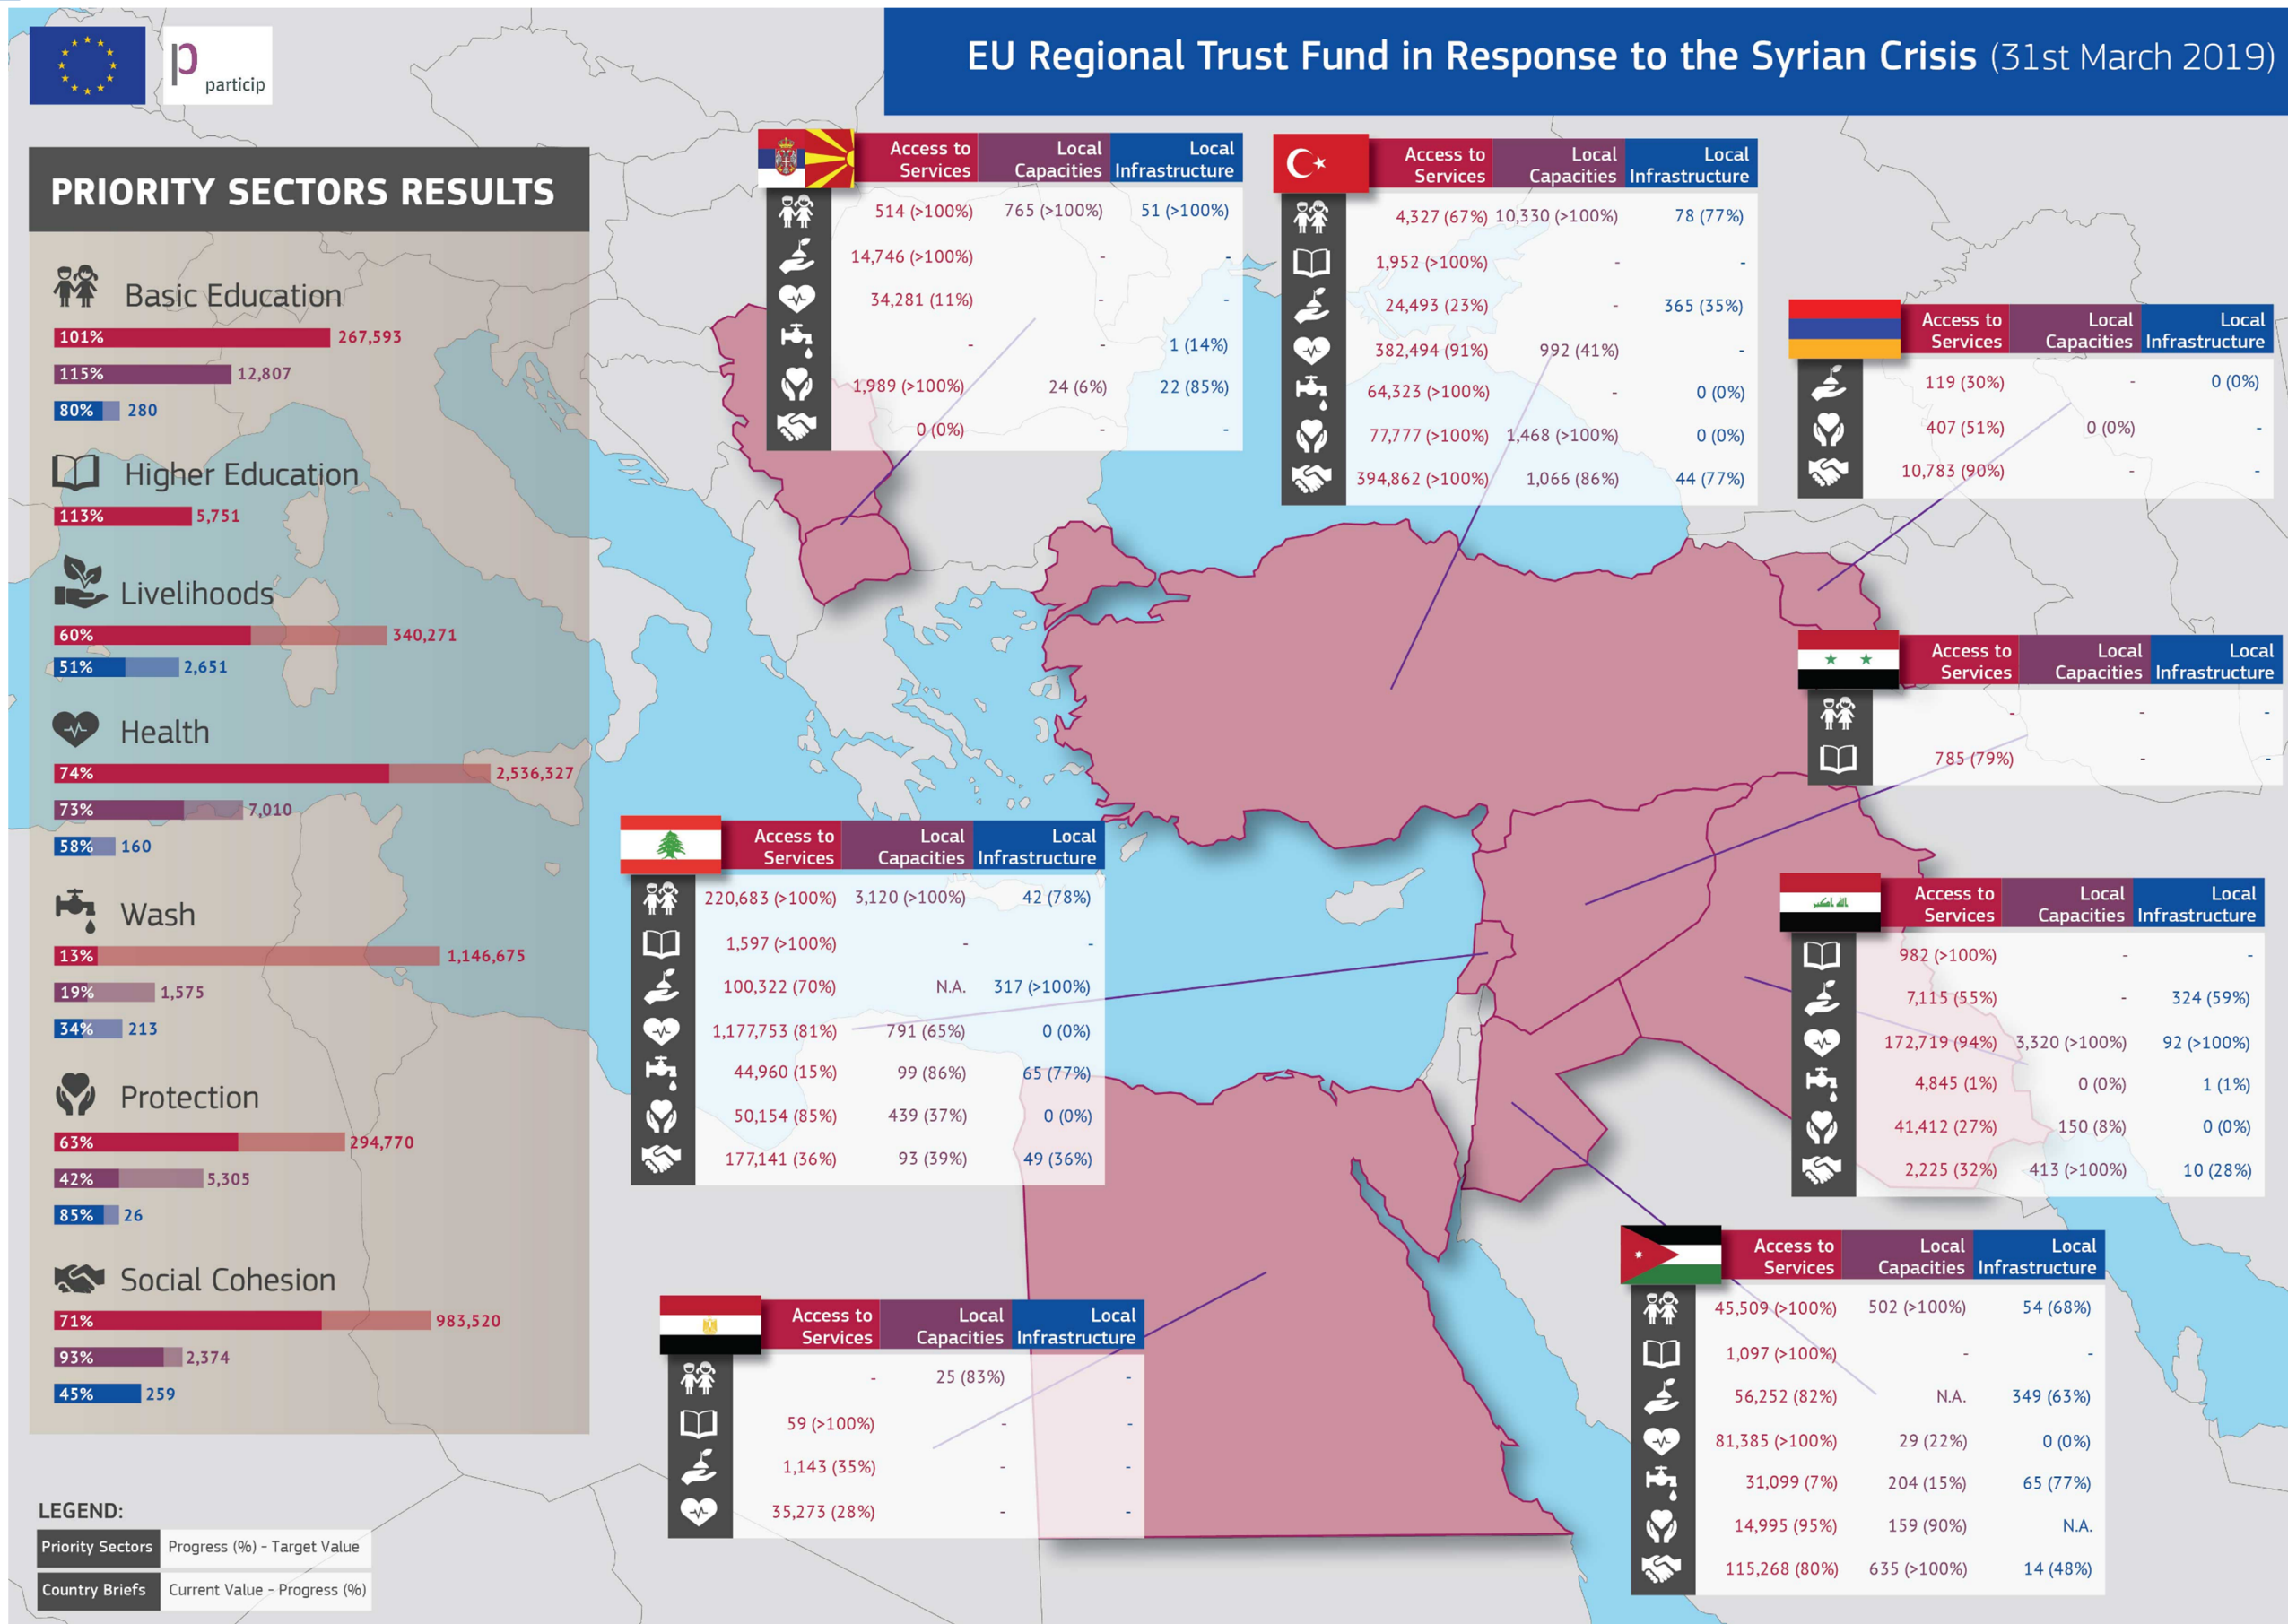 particip
EU Regional Trust Fund in Response to the Syrian Crisis (31st March 2019)
PRIORITY SECTORS RESULTS
Basic Education
101% 267,593
115% 12,807
80% 280
Higher Education
113% 5,751
Livelihoods
60% 340,271
51% 2,651
Health
74% 2,536,327
73% 7,010
58% 160
Wash
13% 1,146,675
19% 1,575
34% 213
Protection
63% 294,770
42% 5,305
85% 26
Social Cohesion
71% 983,520
93% 2,374
45% 259
LEGEND:
Priority Sectors Progress (%) - Target Value
Country Briefs Current Value - Progress (%)
Access to Local Local
Services Capacities Infrastructure
514 (>100%) 765 (>100%) 51 (>100%)
14,746 (>100%) - -
34,281 (11%) - -
- - 1 (14%)
1,989 (>100%) 24 (6%) 22 (85%)
0 (0%) - -
Access to Local Local
Services Capacities Infrastructure
4,327 (67%) 10,330 (>100%) 78 (77%)
1,952 (>100%) - -
24,493 (23%) - 365 (35%)
382,494 (91%) 992 (41%) -
64,323 (>100%) - 0 (0%)
77,777 (>100%) 1,468 (>100%) 0 (0%)
394,862 (>100%) 1,066 (86%) 44 (77%)
Access to Local Local
Services Capacities Infrastructure
119 (30%) - 0 (0%)
407 (51%) 0 (0%) -
10,783 (90%) - -
Access to Local Local
Services Capacities Infrastructure
- - -
785 (79%) - -
Access to Local Local
Services Capacities Infrastructure
220,683 (>100%) 3,120 (>100%) 42 (78%)
1,597 (>100%) - -
100,322 (70%) N.A. 317 (>100%)
1,177,753 (81%) 791 (65%) 0 (0%)
44,960 (15%) 99 (86%) 65 (77%)
50,154 (85%) 439 (37%) 0 (0%)
177,141 (36%) 93 (39%) 49 (36%)
الله اكبر
Access to Local Local
Services Capacities Infrastructure
982 (>100%) - -
7,115 (55%) - 324 (59%)
172,719 (94%) 3,320 (>100%) 92 (>100%)
4,845 (1%) 0 (0%) 1 (1%)
41,412 (27%) 150 (8%) 0 (0%)
2,225 (32%) 413 (>100%) 10 (28%)
Access to Local Local
Services Capacities Infrastructure
- 25 (83%) -
59 (>100%) - -
1,143 (35%) - -
35,273 (28%) - -
Access to Local Local
Services Capacities Infrastructure
45,509 (>100%) 502 (>100%) 54 (68%)
1,097 (>100%) - -
56,252 (82%) N.A. 349 (63%)
81,385 (>100%) 29 (22%) 0 (0%)
31,099 (7%) 204 (15%) 65 (77%)
14,995 (95%) 159 (90%) N.A.
115,268 (80%) 635 (>100%) 14 (48%)